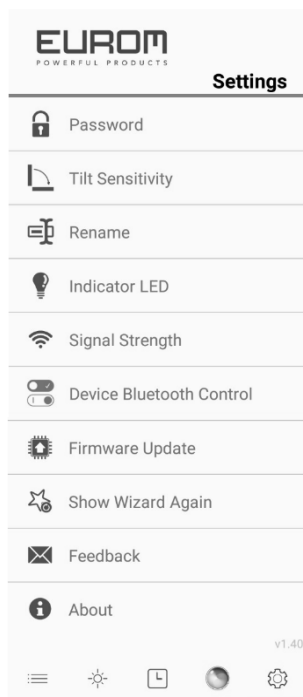 EUROM
POWERFUL PRODUCTS
Settings
Password
Tilt Sensitivity
Rename
Indicator LED
Signal Strength
Device Bluetooth Control
Firmware Update
Show Wizard Again
Feedback
About
v1.40